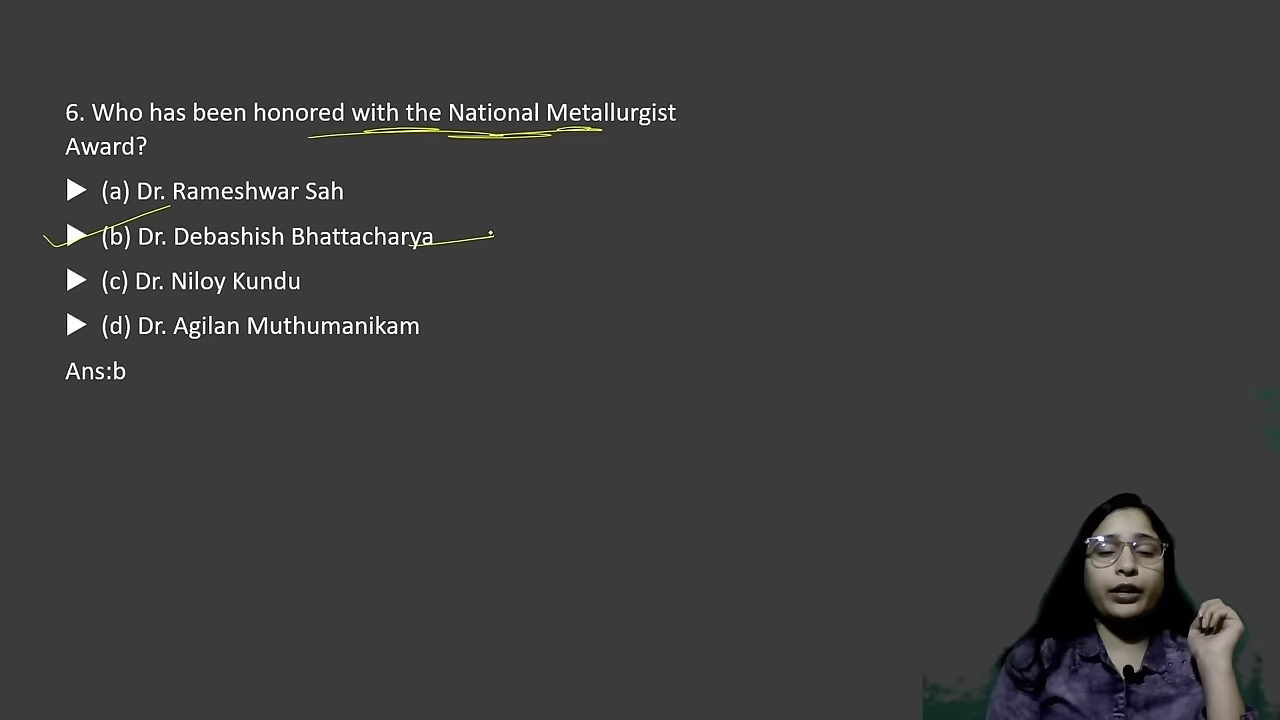 6. Who has been honored with the National Metallurgist
Award?
(a) Dr. Rameshwar Sah
(b) Dr. Debashish Bhattacharya
(c) Dr. Niloy Kundu
(d) Dr. Agilan Muthumanikam
Ans:b